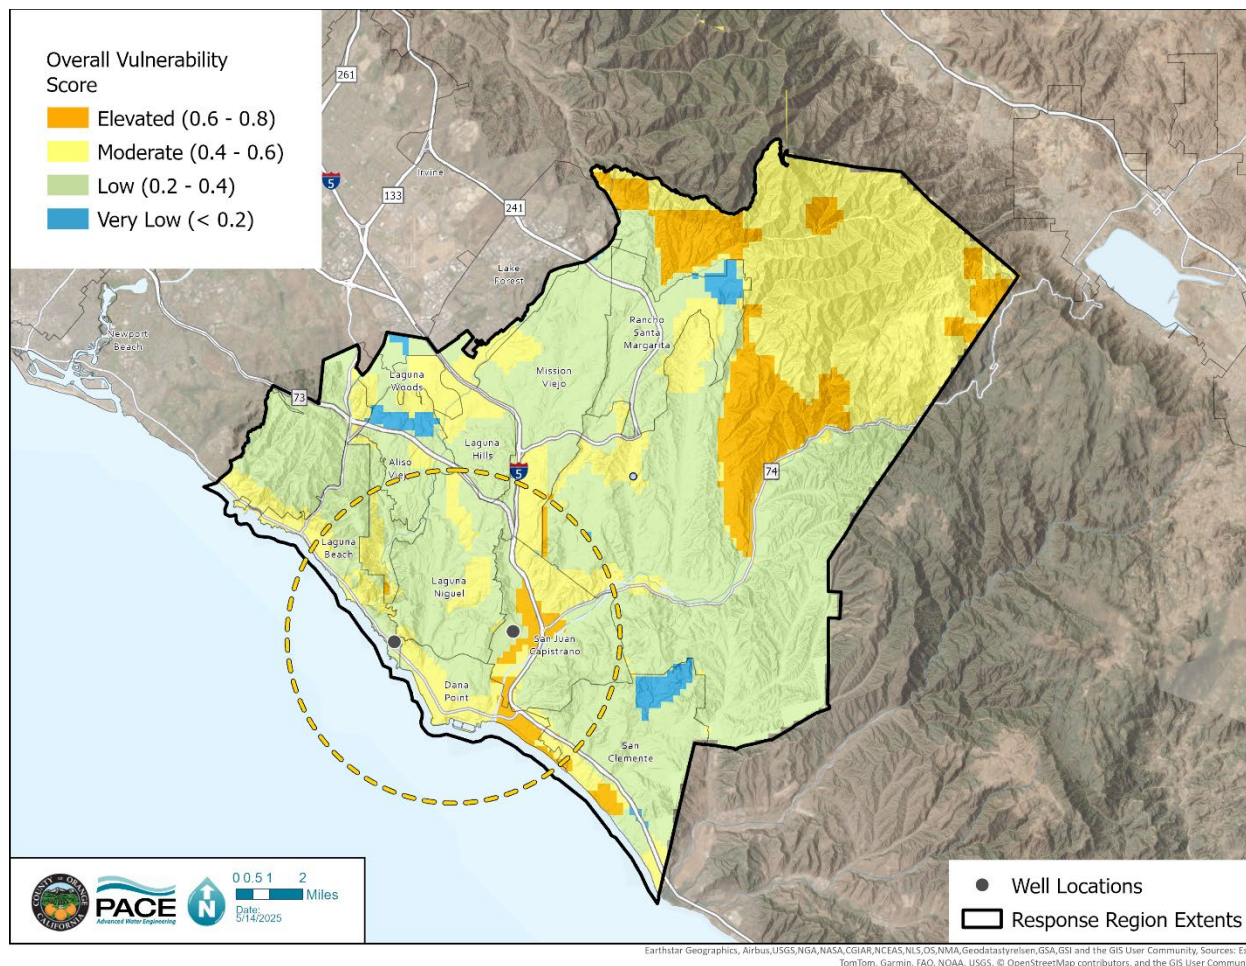 Overall Vulnerability
Score
Elevated (0.6 - 0.8)
Moderate (0.4 - 0.6)
Low (0.2 - 0.4)
Very Low (< 0.2)
261
5
133
Irvine
241
Lake
Forest
Newport
Beach
Rancho
Santa
Margarita
Mission
Viejo
Laguna
Woods
73
Laguna
Hills
Aliso
Viejo
5
74
Laguna
Beach
Laguna
Niguel
San Juan
Capistrano
Dana
Point
San
Clemente
COUNTY OF ORANGE
CALIFORNIA
PACE
Advanced Water Engineering
N
0 0.5 1 2
Miles
Date:
5/14/2025
Well Locations
Response Region Extents
Earthstar Geographics, Airbus,USGS,NGA,NASA,CGIAR,NCEAS,NLS,OS,NMA,Geodatastyrelsen,GSA,GSI and the GIS User Community, Sources: Es
TomTom, Garmin, FAO, NOAA, USGS, © OpenStreetMap contributors, and the GIS User Commun